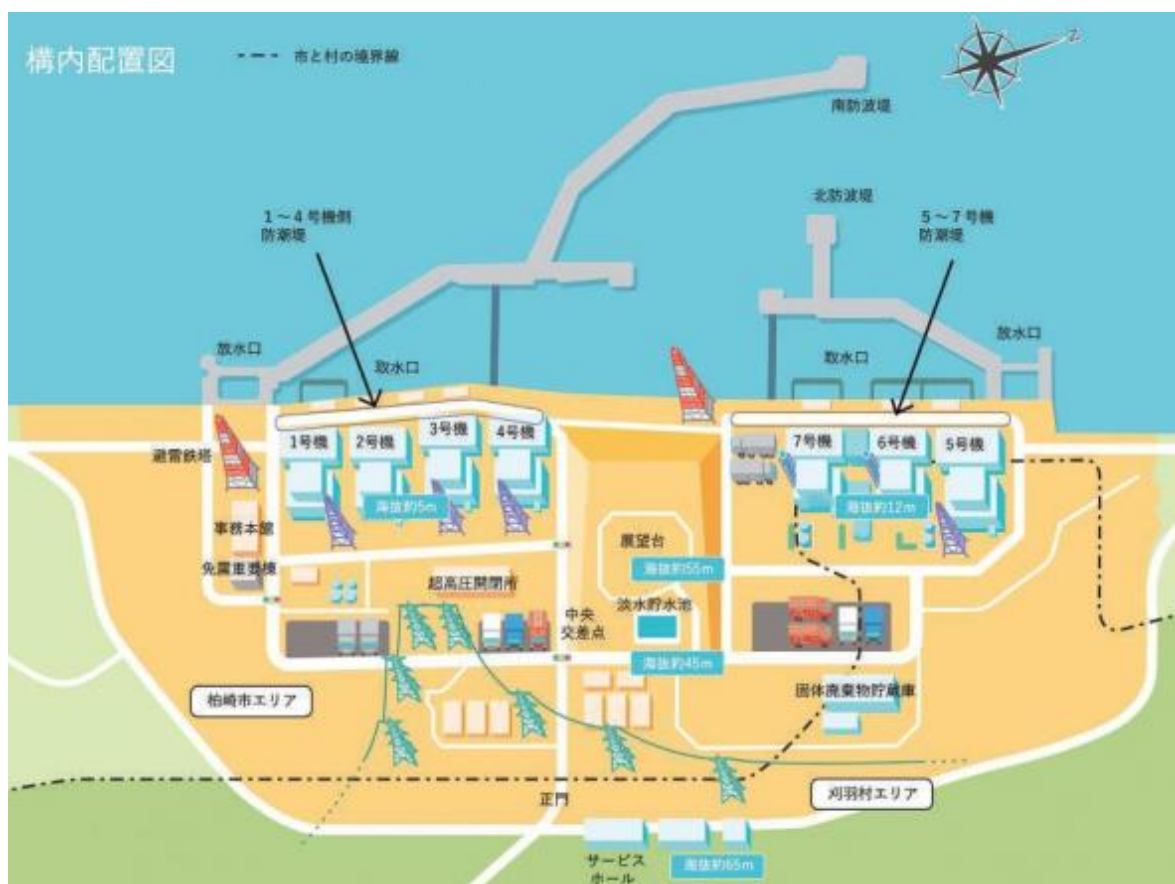 構内配置図
市と村の境界線
Z
南防波堤
北防波堤
1～4号機側
防潮堤
5～7号機
防潮堤
放水口
取水口
取水口
放水口
1号機
2号機
3号機
4号機
7号機
6号機
5号機
避雷鉄塔
海抜約5m
海抜約12m
事務本館
展望台
免震重要棟
海抜約55m
超高圧開閉所
淡水貯水池
中央
交差点
海抜約45m
柏崎市エリア
固体廃棄物貯蔵庫
正門
刈羽村エリア
サービス
ホール
海抜約65m